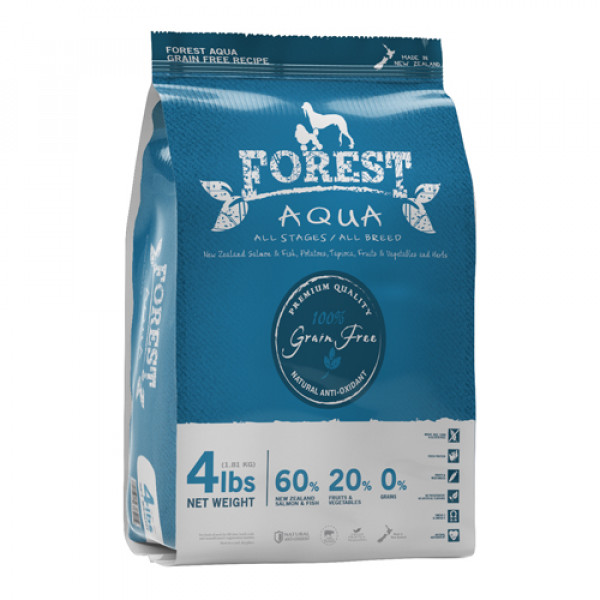 FOREST AQUA
GRAIN FREE RECIPE
MADE IN
NEW ZEALAND
FOREST
AQUA
ALL STAGES / ALL BREED
New Zealand Salmon & Fish, Potatoes, Tapioca, Fruits & Vegetables and Herbs
PREMIUM QUALITY
100%
Grain Free
NATURAL ANTI-OXIDANT
4lbs
(1.81 KG)
NET WEIGHT
60%
NEW ZEALAND
SALMON & FISH
20%
FRUITS &
VEGETABLES
0%
GRAINS
NATURAL
FOREST
4lbs